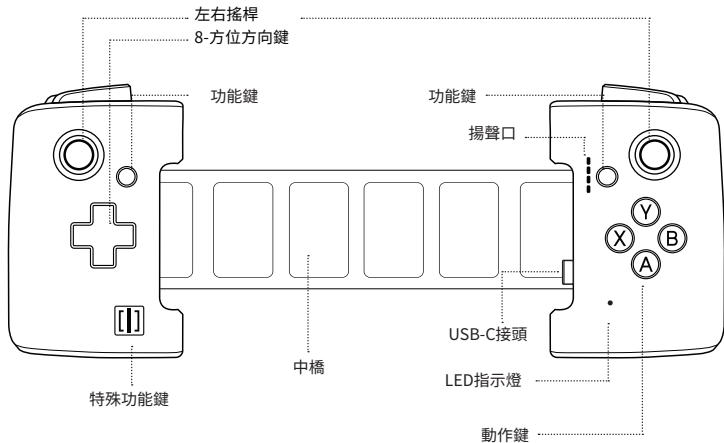 左右搖桿
8-方位方向鍵
功能鍵
功能鍵
揚聲口
Y
X
B
A
USB-C接頭
中橋
LED指示燈
特殊功能鍵
動作鍵